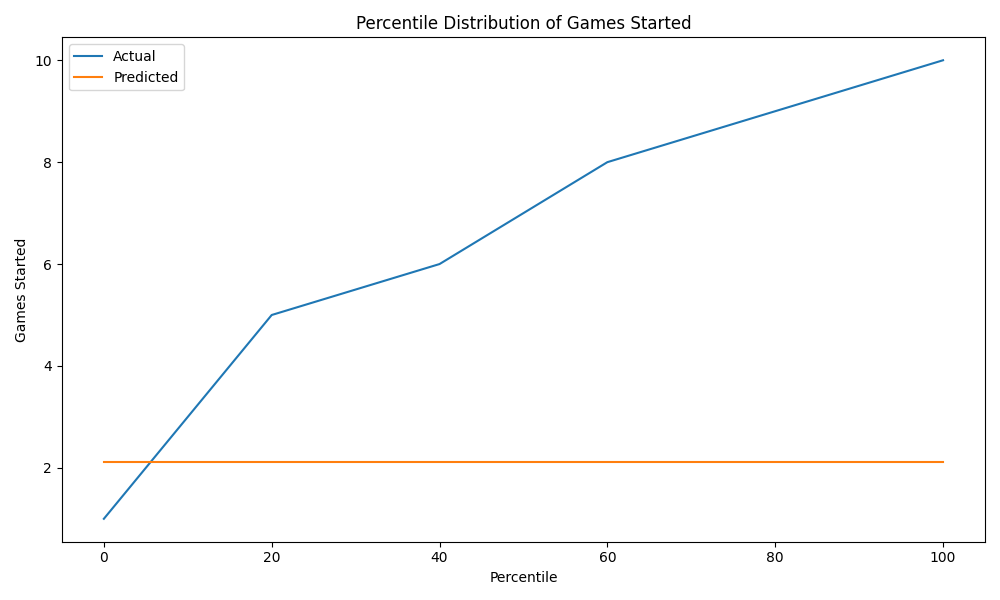 Percentile Distribution of Games Started
Actual
Predicted
Games Started
10
8
6
4
2
0 20 40 60 80 100
Percentile